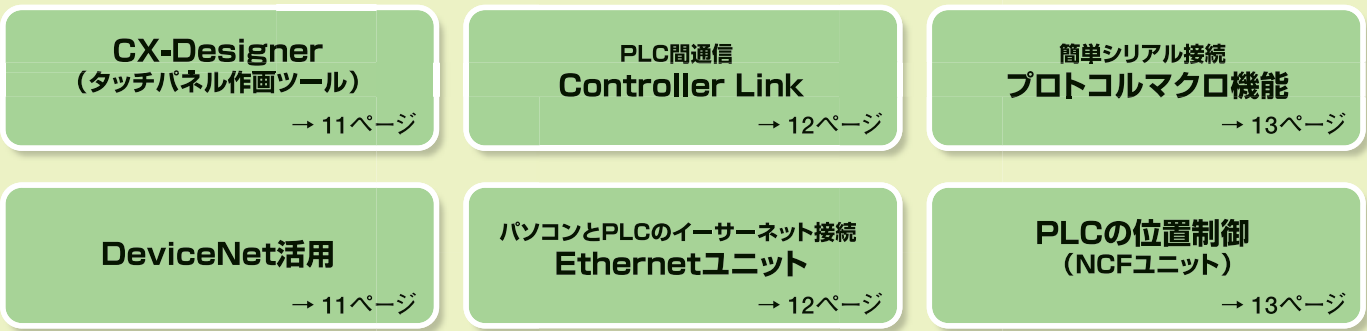 CX-Designer
（タッチパネル作画ツール）
→ 11ページ
PLC間通信
Controller Link
→ 12ページ
簡単シリアル接続
プロトコルマクロ機能
→ 13ページ
DeviceNet活用
→ 11ページ
パソコンとPLCのイーサーネット接続
Ethernetユニット
→ 12ページ
PLCの位置制御
（NCFユニット）
→ 13ページ